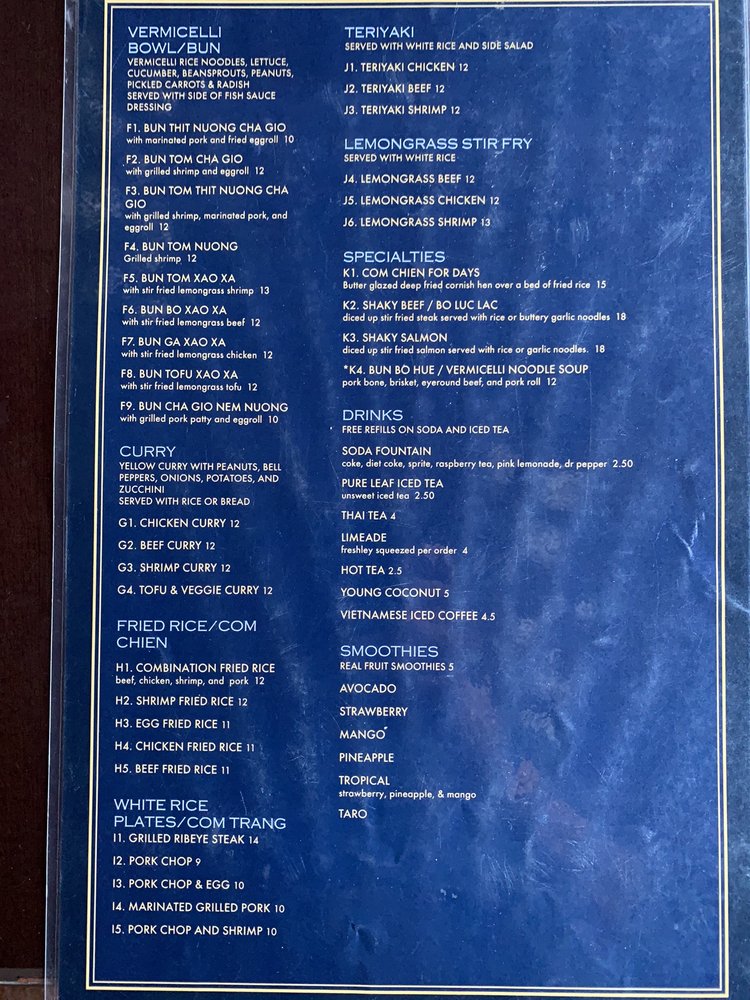 VERMICELLI
BOWL/BUN
VERMICELLI RICE NOODLES, LETTUCE,
CUCUMBER, BEANSPROUTS, PEANUTS,
PICKLED CARROTS & RADISH
SERVED WITH SIDE OF FISH SAUCE
DRESSING
F1. BUN THIT NUONG CHA GIO
with marinated pork and fried eggroll 10
F2. BUN TOM CHA GIO
with grilled shrimp and eggroll 12
F3. BUN TOM THIT NUONG CHA
GIO
with grilled shrimp, marinated pork, and
eggroll 12
F4. BUN TOM NUONG
Grilled shrimp 12
F5. BUN TOM XAO XA
with stir fried lemongrass shrimp 13
F6. BUN BO XAO XA
with stir fried lemongrass beef 12
F7. BUN GA XAO XA
with stir fried lemongrass chicken 12
F8. BUN TOFU XAO XA
with stir fried lemongrass tofu 12
F9. BUN CHA GIO NEM NUONG
with grilled pork patty and eggroll 10
CURRY
YELLOW CURRY WITH PEANUTS, BELL
PEPPERS, ONIONS, POTATOES, AND
ZUCCHINI
SERVED WITH RICE OR BREAD
G1. CHICKEN CURRY 12
G2. BEEF CURRY 12
G3. SHRIMP CURRY 12
G4. TOFU & VEGGIE CURRY 12
FRIED RICE/COM
CHIEN
H1. COMBINATION FRIED RICE
beef, chicken, shrimp, and pork 12
H2. SHRIMP FRIED RICE 12
H3. EGG FRIED RICE 11
H4. CHICKEN FRIED RICE 11
H5. BEEF FRIED RICE 11
WHITE RICE
PLATES/COM TRANG
I1. GRILLED RIBEYE STEAK 14
I2. PORK CHOP 9
I3. PORK CHOP & EGG 10
I4. MARINATED GRILLED PORK 10
I5. PORK CHOP AND SHRIMP 10
TERIYAKI
SERVED WITH WHITE RICE AND SIDE SALAD
J1. TERIYAKI CHICKEN 12
J2. TERIYAKI BEEF 12
J3. TERIYAKI SHRIMP 12
LEMONGRASS STIR FRY
SERVED WITH WHITE RICE
J4. LEMONGRASS BEEF 12
J5. LEMONGRASS CHICKEN 12
J6. LEMONGRASS SHRIMP 13
SPECIALTIES
K1. COM CHIEN FOR DAYS
Butter glazed deep fried cornish hen over a bed of fried rice 15
K2. SHAKY BEEF / BO LUC LAC
diced up stir fried steak served with rice or buttery garlic noodles 18
K3. SHAKY SALMON
diced up stir fried salmon served with rice or garlic noodles. 18
*K4. BUN BO HUE / VERMICELLI NOODLE SOUP
pork bone, brisket, eyeround beef, and pork roll 12
DRINKS
FREE REFILLS ON SODA AND ICED TEA
SODA FOUNTAIN
coke, diet coke, sprite, raspberry tea, pink lemonade, dr pepper 2.50
PURE LEAF ICED TEA
unsweet iced tea 2.50
THAI TEA 4
LIMEADE
freshley squeezed per order 4
HOT TEA 2.5
YOUNG COCONUT 5
VIETNAMESE ICED COFFEE 4.5
SMOOTHIES
REAL FRUIT SMOOTHIES 5
AVOCADO
STRAWBERRY
MANGO*
PINEAPPLE
TROPICAL
strawberry, pineapple, & mango
TARO